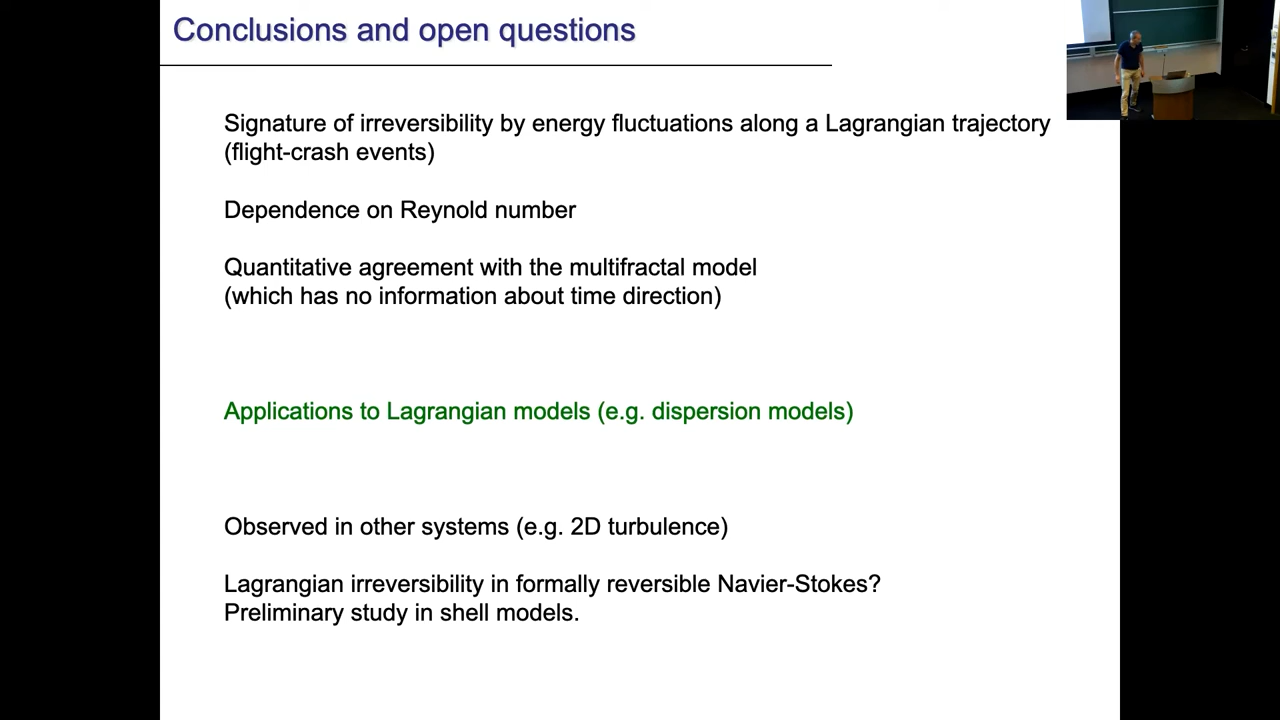 Conclusions and open questions
Signature of irreversibility by energy fluctuations along a Lagrangian trajectory
(flight-crash events)
Dependence on Reynold number
Quantitative agreement with the multifractal model
(which has no information about time direction)
Applications to Lagrangian models (e.g. dispersion models)
Observed in other systems (e.g. 2D turbulence)
Lagrangian irreversibility in formally reversible Navier-Stokes?
Preliminary study in shell models.